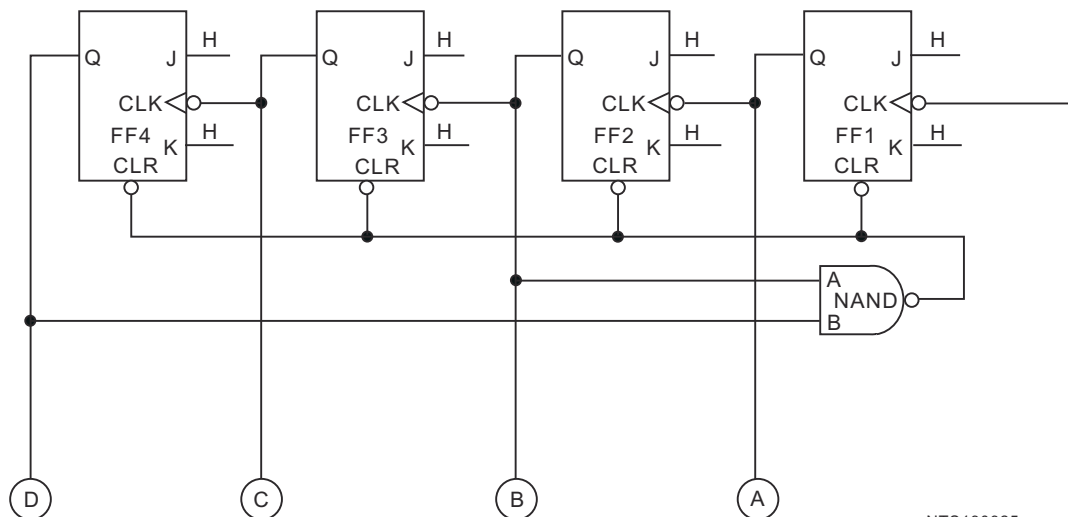 H H H H
Q J Q J Q J Q J
CLK CLK CLK CLK
H H H H
FF4 K FF3 K FF2 K FF1 K
CLR CLR CLR CLR
A
NAND
B
D C B A